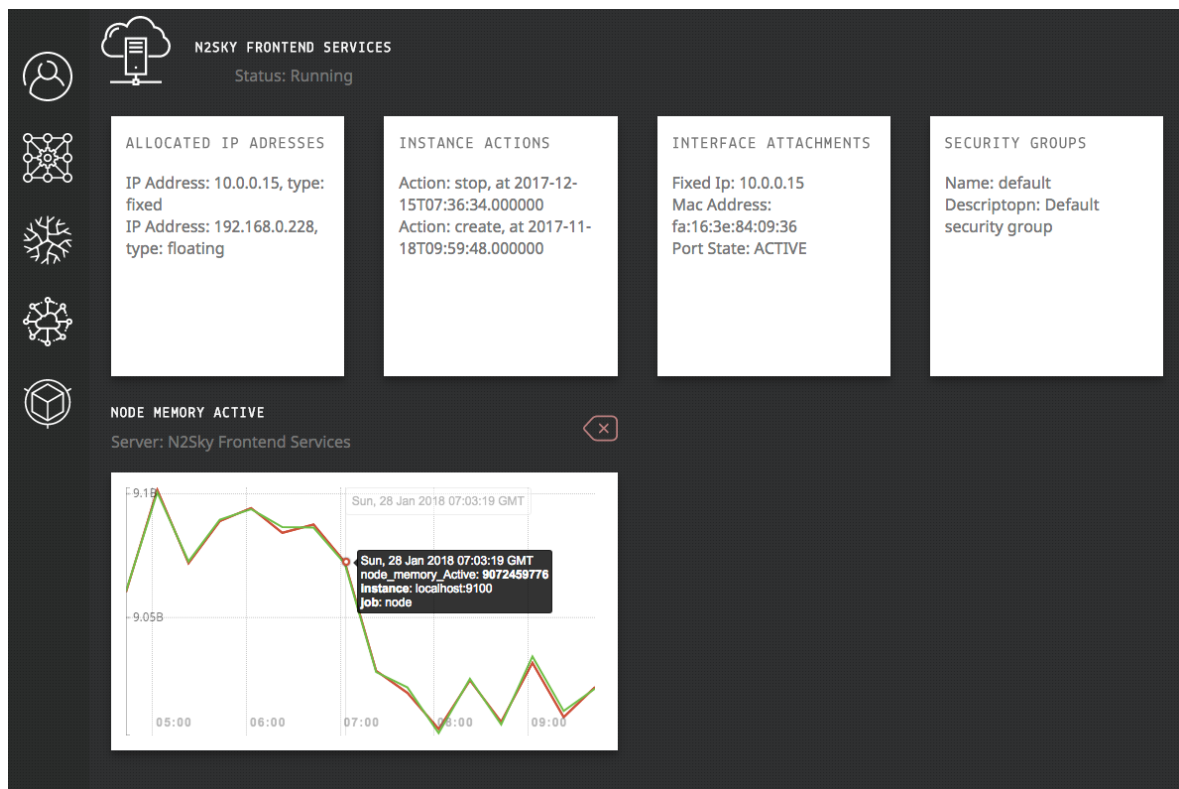 N2SKY FRONTEND SERVICES
Status: Running
ALLOCATED IP ADRESSES
IP Address: 10.0.0.15, type:
fixed
IP Address: 192.168.0.228,
type: floating
INSTANCE ACTIONS
Action: stop, at 2017-12-
15T07:36:34.000000
Action: create, at 2017-11-
18T09:59:48.000000
INTERFACE ATTACHMENTS
Fixed Ip: 10.0.0.15
Mac Address:
fa:16:3e:84:09:36
Port State: ACTIVE
SECURITY GROUPS
Name: default
Descriptopn: Default
security group
NODE MEMORY ACTIVE
Server: N2Sky Frontend Services
9.1B
Sun, 28 Jan 2018 07:03:19 GMT
Sun, 28 Jan 2018 07:03:19 GMT
node_memory_Active: 9072459776
Instance: localhost:9100
job: node
9.05B
05:00 06:00 07:00 08:00 09:00